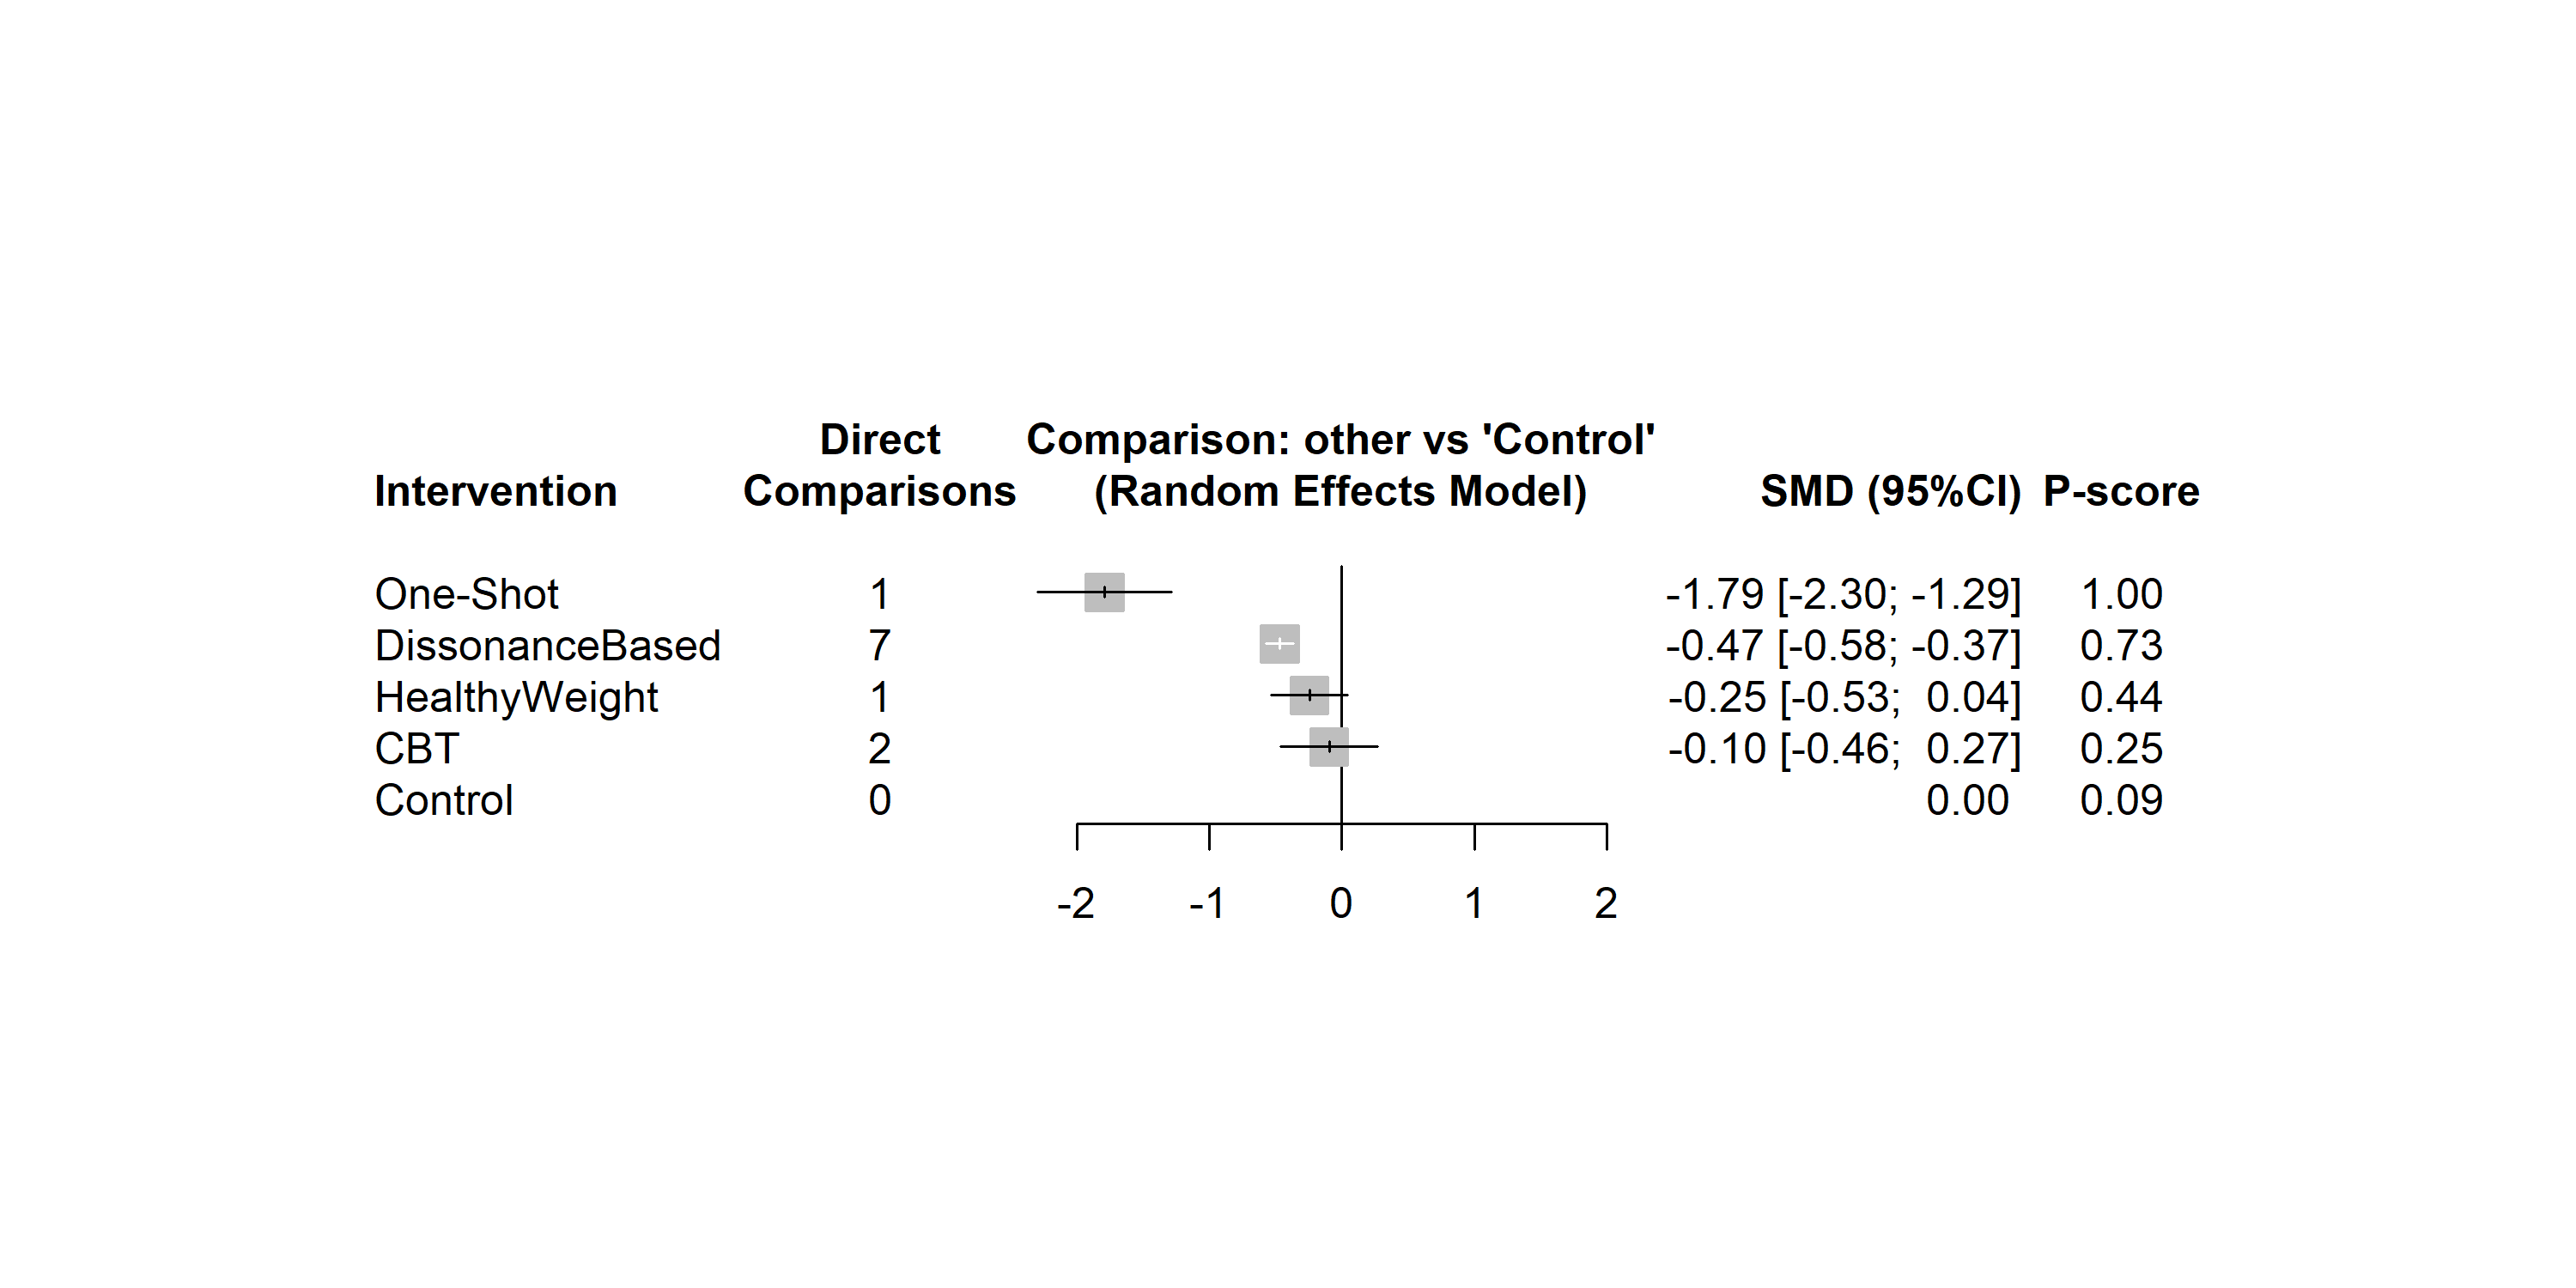 Direct Comparison: other vs 'Control'
Intervention Comparisons (Random Effects Model) SMD (95%CI) P-score
One-Shot 1 -1.79 [-2.30; -1.29] 1.00
DissonanceBased 7 -0.47 [-0.58; -0.37] 0.73
HealthyWeight 1 -0.25 [-0.53; 0.04] 0.44
CBT 2 -0.10 [-0.46; 0.27] 0.25
Control 0 0.00 0.09
-2 -1 0 1 2